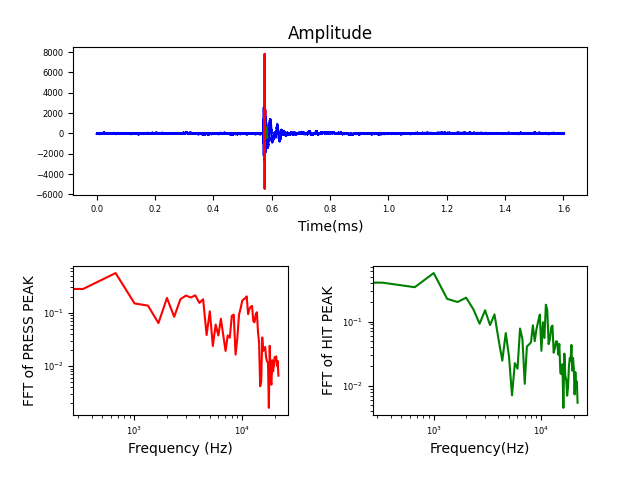 Amplitude
8000
6000
4000
2000
0
−2000
−4000
−6000
0.0 0.2 0.4 0.6 0.8 1.0 1.2 1.4 1.6
Time(ms)
FFT of PRESS PEAK
10⁻¹
10⁻²
10³ 10⁴
Frequency (Hz)
FFT of HIT PEAK
10⁻¹
10⁻²
10³ 10⁴
Frequency(Hz)